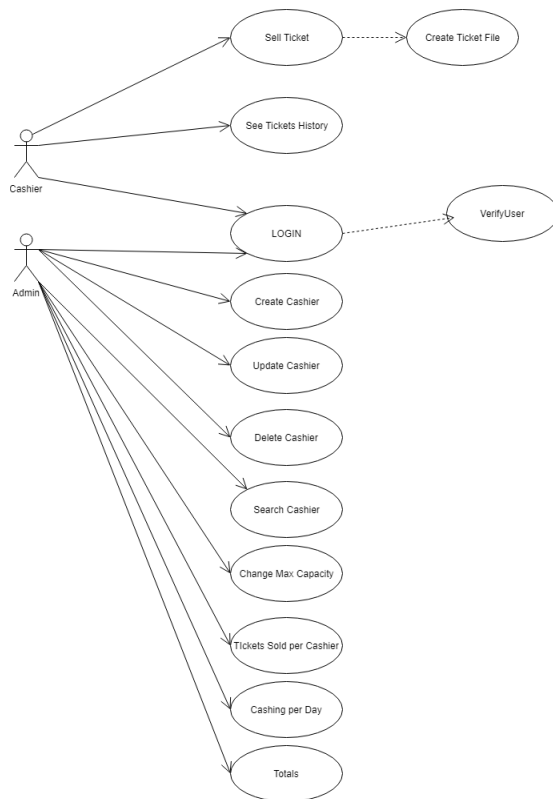 Sell Ticket
Create Ticket File
See Tickets History
Cashier
VerifyUser
LOGIN
Admin
Create Cashier
Update Cashier
Delete Cashier
Search Cashier
Change Max Capacity
TIckets Sold per Cashier
Cashing per Day
Totals